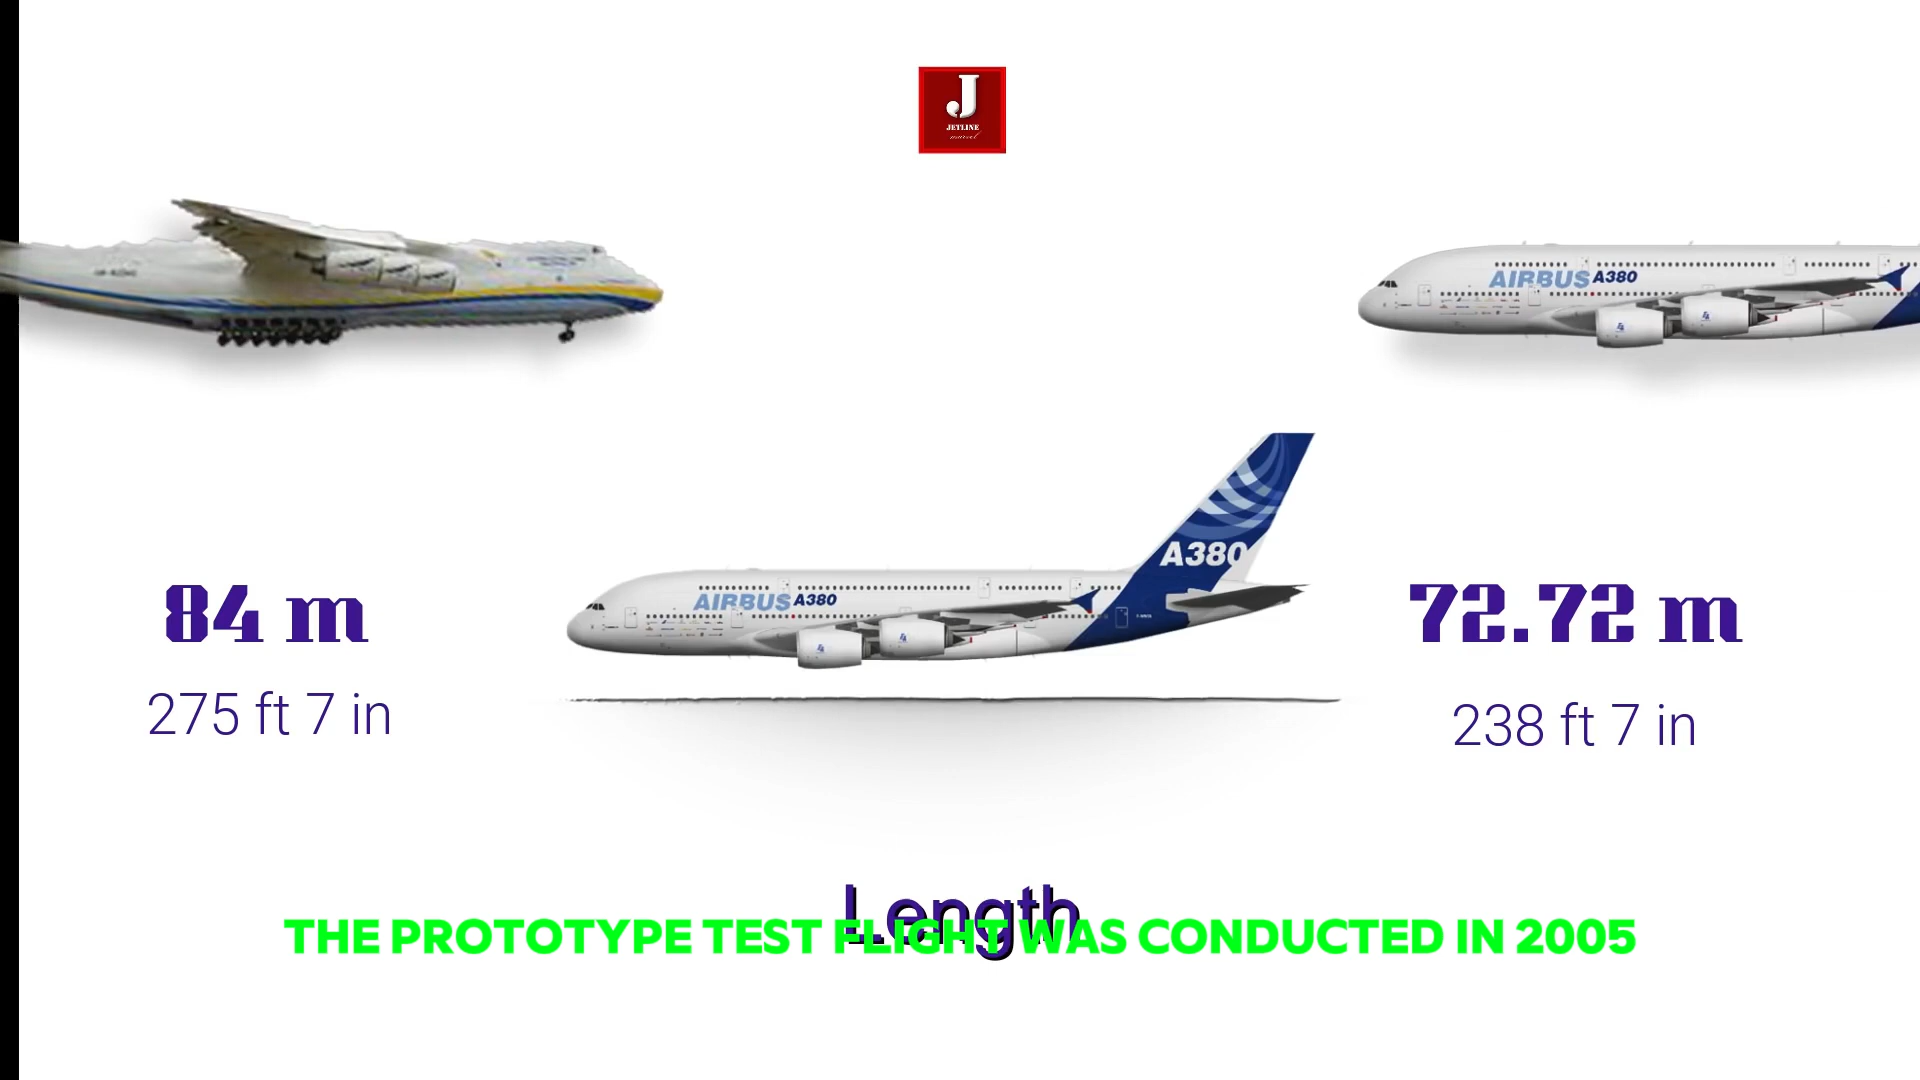 J
JETLINE
marvel
AIRBUS A380
A380
AIRBUS A380
84 m
275 ft 7 in
72.72 m
238 ft 7 in
Length
THE PROTOTYPE TEST FLIGHT WAS CONDUCTED IN 2005